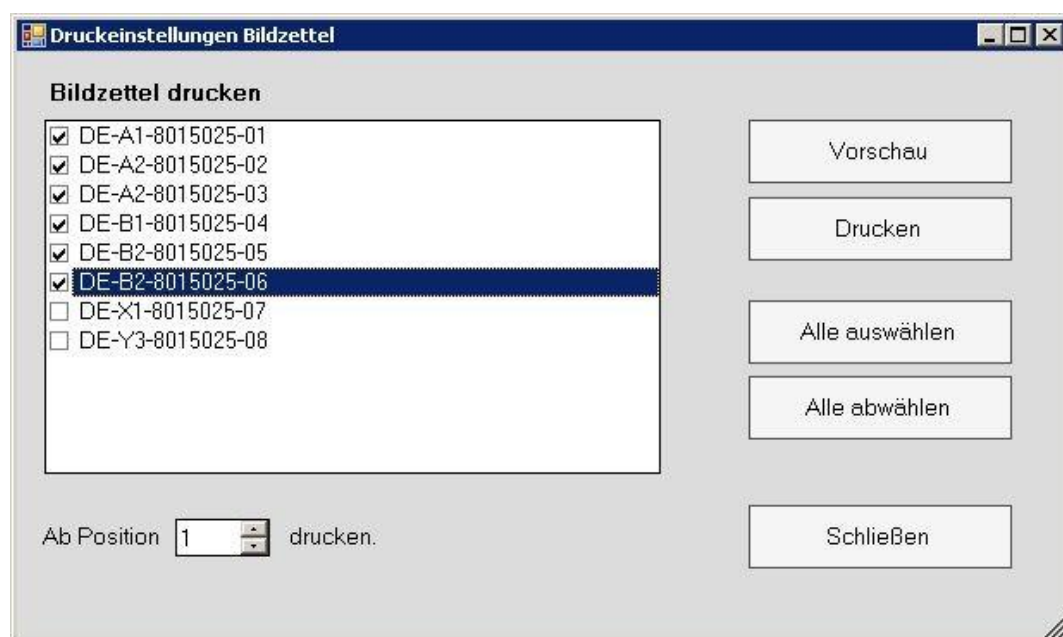 Druckeinstellungen Bildzettel
Bildzettel drucken
DE-A1-8015025-01
DE-A2-8015025-02
DE-A2-8015025-03
DE-B1-8015025-04
DE-B2-8015025-05
DE-B2-8015025-06
DE-X1-8015025-07
DE-Y3-8015025-08
Vorschau
Drucken
Alle auswählen
Alle abwählen
Ab Position 1 drucken.
Schließen